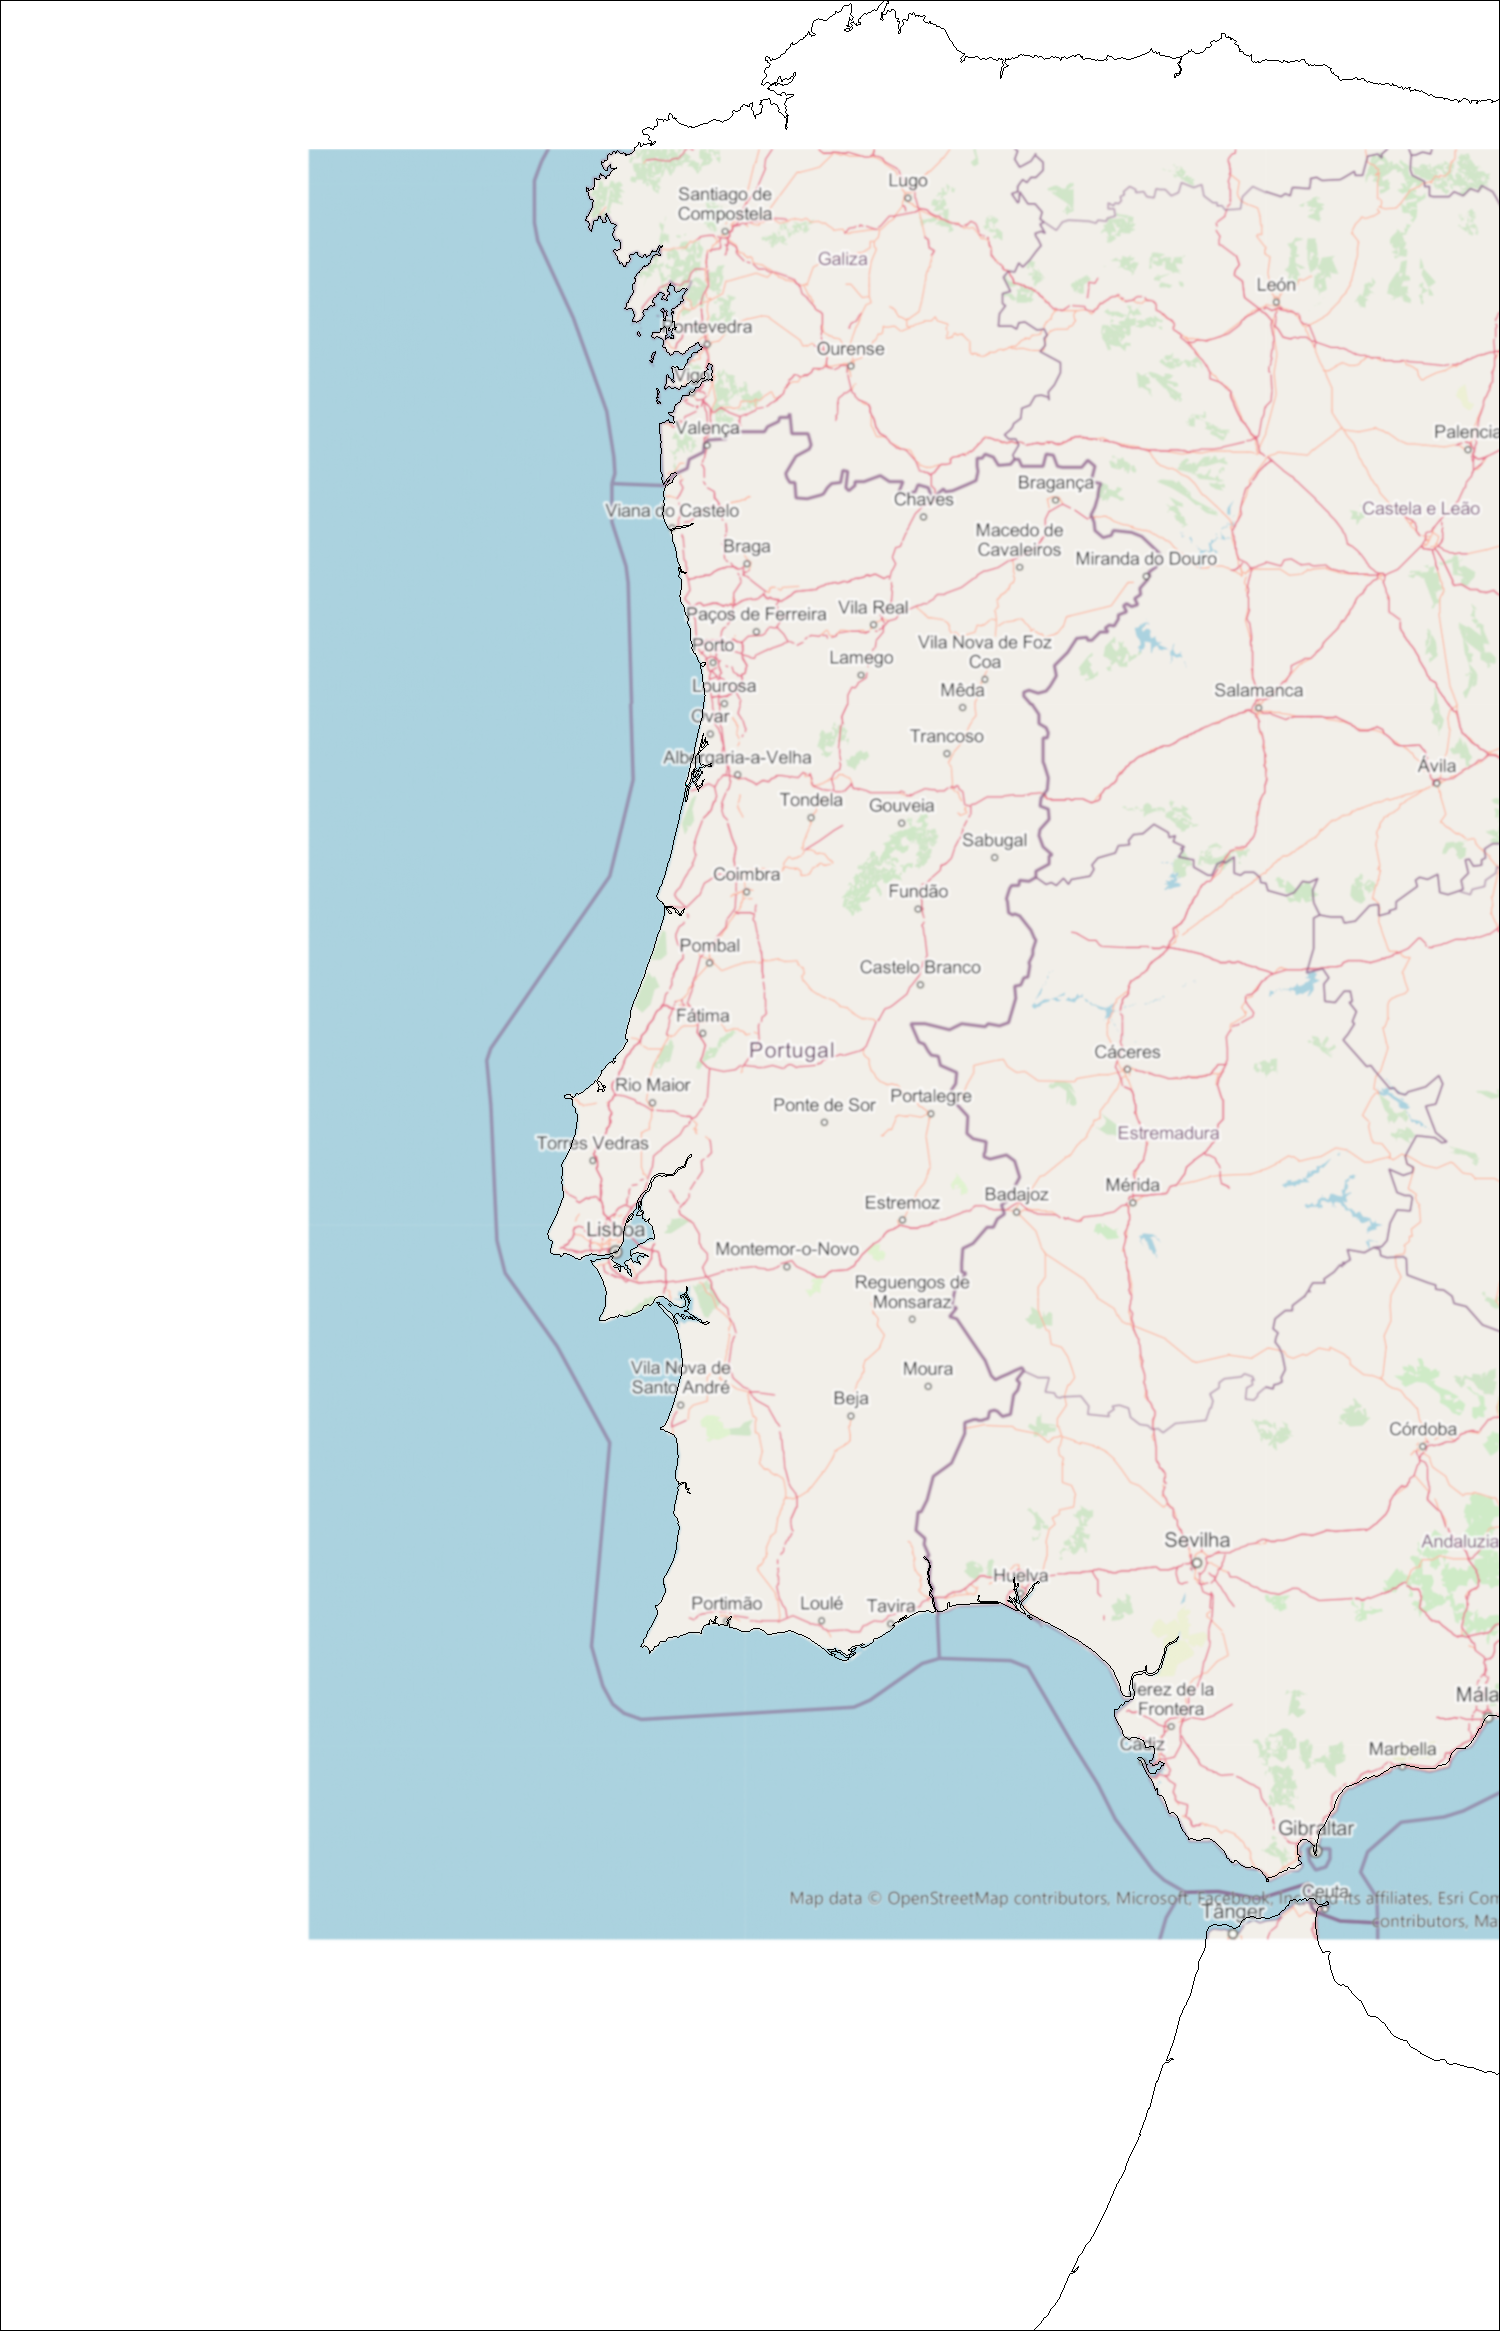 Santiago de
Compostela
Lugo
Galiza
León
Pontevedra
Ourense
Vigo
Valença
Palencia
Chaves
Bragança
Viana do Castelo
Castela e Leão
Macedo de
Cavaleiros
Braga
Miranda do Douro
Paços de Ferreira
Vila Real
Porto
Vila Nova de Foz
Coa
Lamego
Lourosa
Mêda
Salamanca
Ovar
Trancoso
Albergaria-a-Velha
Ávila
Tondela
Gouveia
Sabugal
Coimbra
Fundão
Pombal
Castelo Branco
Fátima
Portugal
Cáceres
Rio Maior
Ponte de Sor
Portalegre
Estremadura
Torres Vedras
Mérida
Badajoz
Estremoz
Lisboa
Montemor-o-Novo
Reguengos de
Monsaraz
Vila Nova de
Santo André
Moura
Beja
Córdoba
Sevilha
Andaluzia
Huelva
Portimão
Loulé
Tavira
Jerez de la
Frontera
Mála
Cádiz
Marbella
Gibraltar
Ceuta
Map data © OpenStreetMap contributors, Microsoft, Facebook, Inc. and its affiliates, Esri Com
Tânger
contributors, Ma